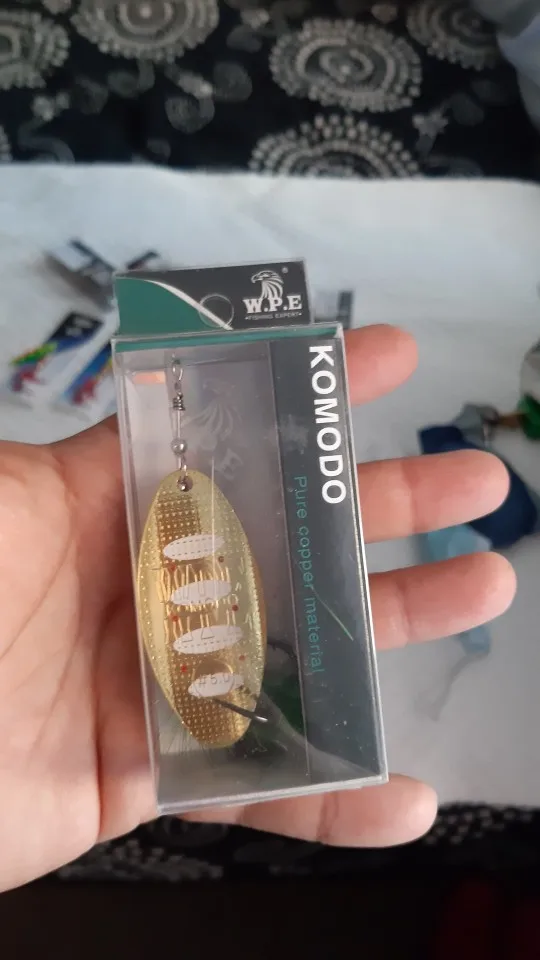 W.P.E
FISHING EXPERT
KOMODO
Pure copper material